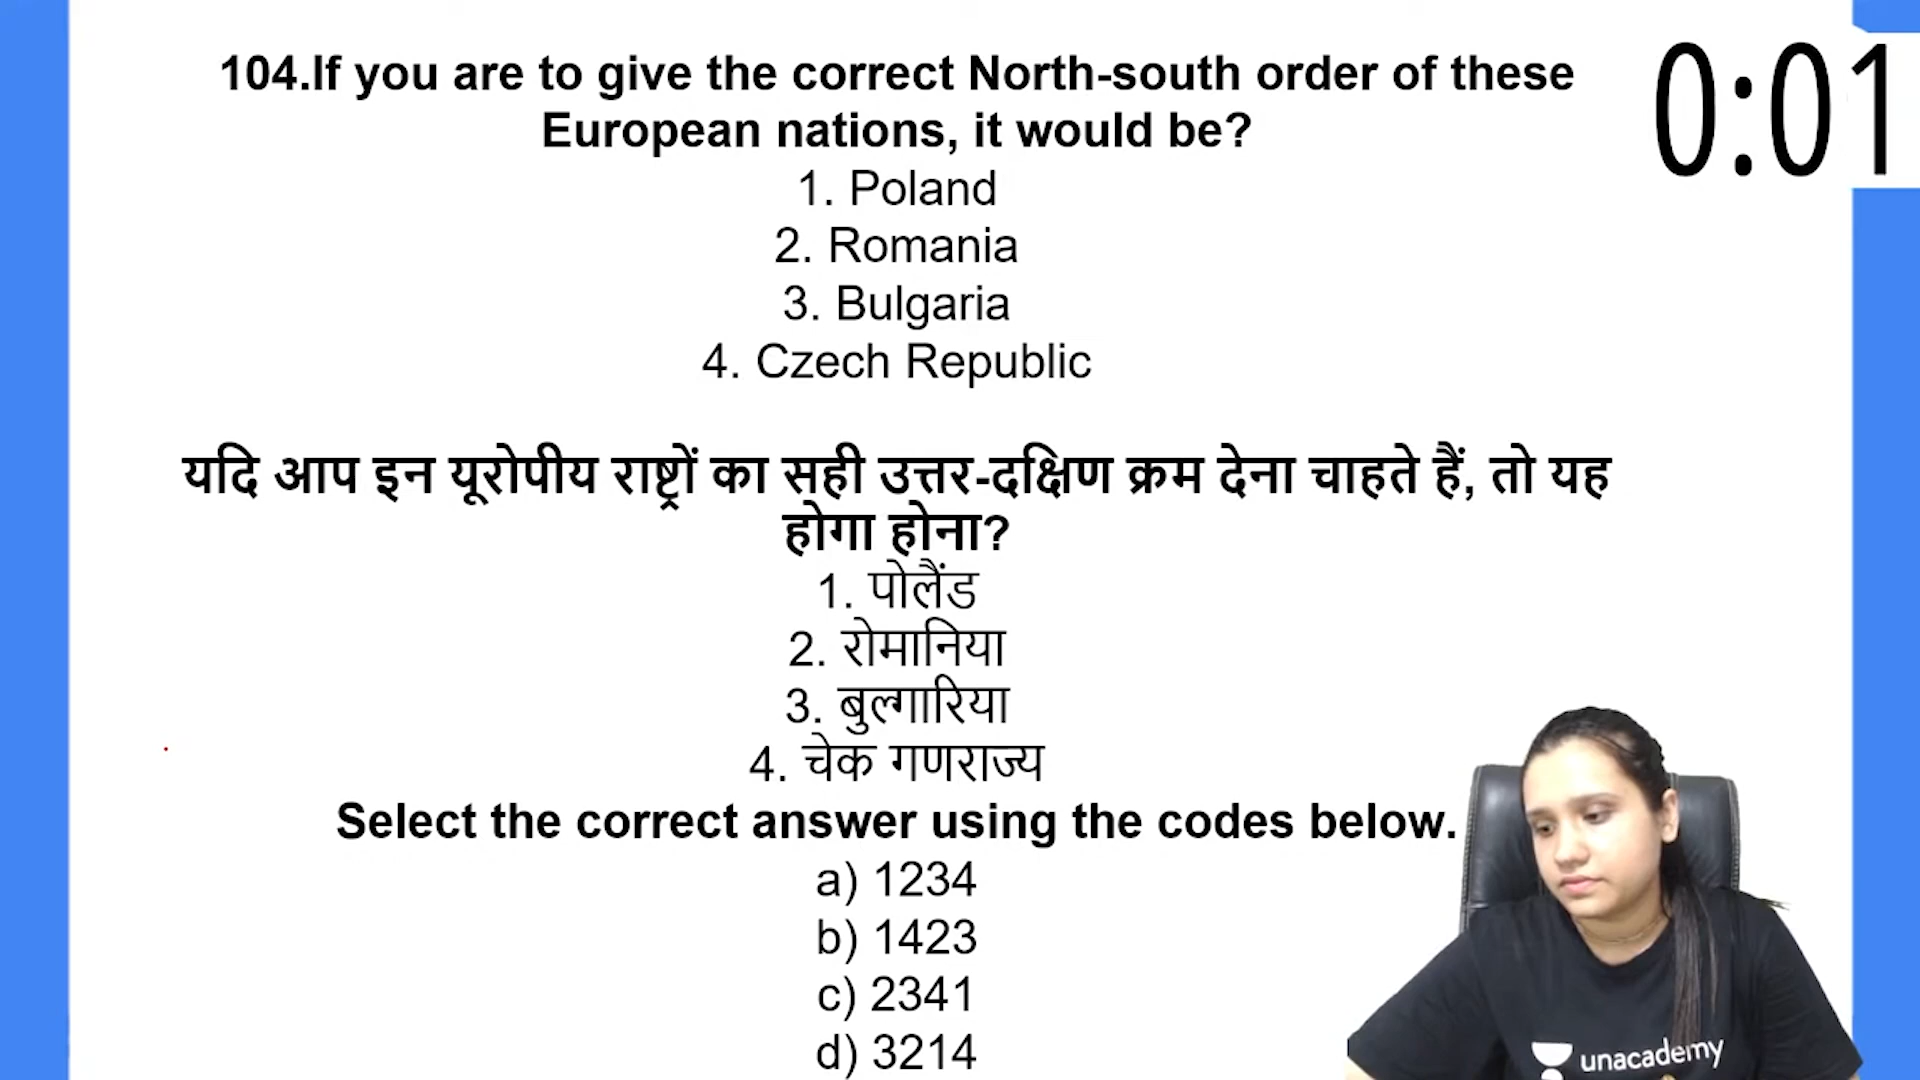 104.If you are to give the correct North-south order of these
European nations, it would be?
1. Poland
2. Romania
3. Bulgaria
4. Czech Republic
यदि आप इन यूरोपीय राष्ट्रों का सही उत्तर-दक्षिण क्रम देना चाहते हैं, तो यह
होगा होना?
1. पोलैंड
2. रोमानिया
3. बुल्गारिया
4. चेक गणराज्य
Select the correct answer using the codes below.
a) 1234
b) 1423
c) 2341
d) 3214
0:01
unacademy